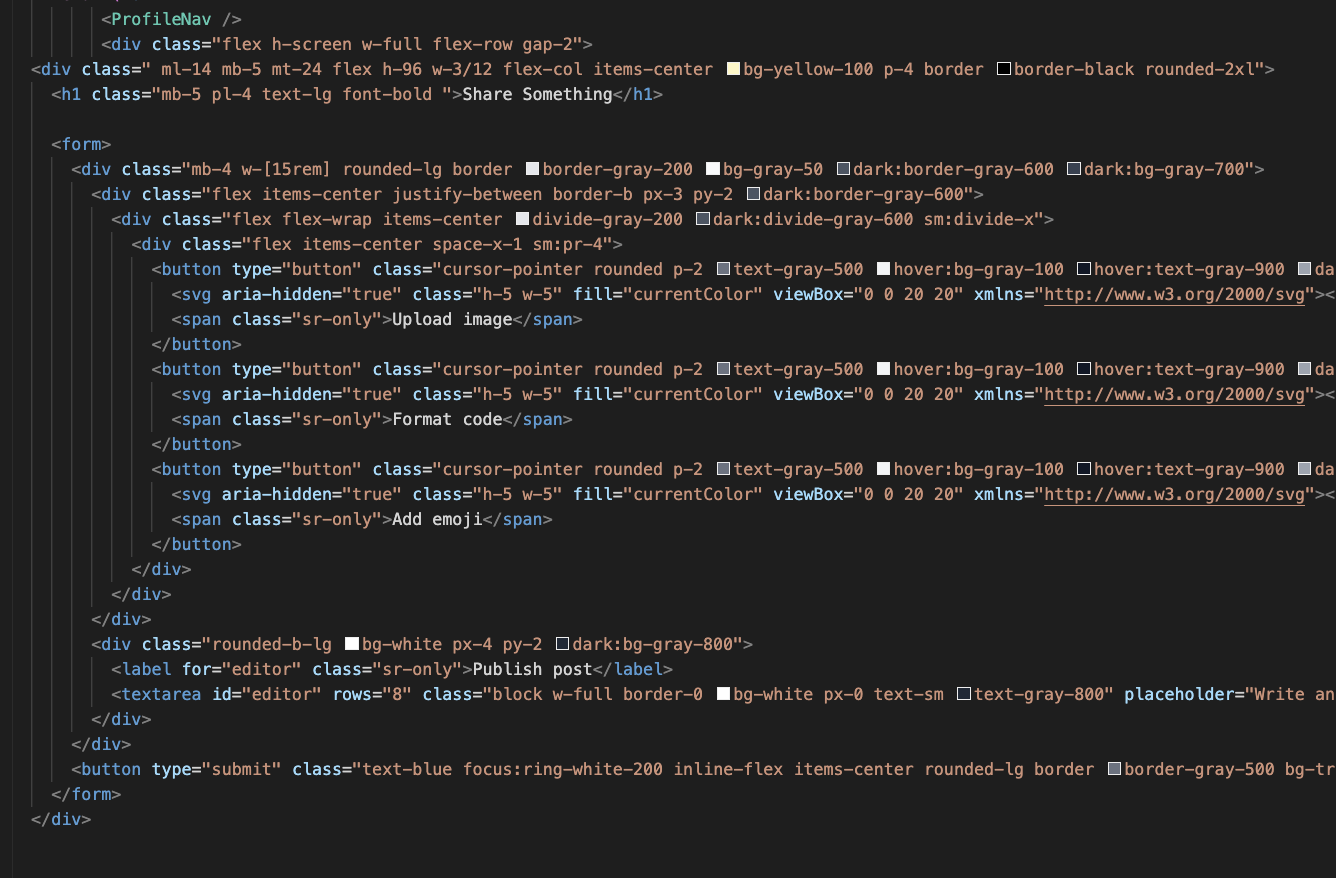 <ProfileNav />
<div class="flex h-screen w-full flex-row gap-2">
<div class=" ml-14 mb-5 mt-24 flex h-96 w-3/12 flex-col items-center bg-yellow-100 p-4 border border-black rounded-2xl">
<h1 class="mb-5 pl-4 text-lg font-bold ">Share Something</h1>
<form>
<div class="mb-4 w-[15rem] rounded-lg border border-gray-200 bg-gray-50 dark:border-gray-600 dark:bg-gray-700">
<div class="flex items-center justify-between border-b px-3 py-2 dark:border-gray-600">
<div class="flex flex-wrap items-center divide-gray-200 dark:divide-gray-600 sm:divide-x">
<div class="flex items-center space-x-1 sm:pr-4">
<button type="button" class="cursor-pointer rounded p-2 text-gray-500 hover:bg-gray-100 hover:text-gray-900 da
<svg aria-hidden="true" class="h-5 w-5" fill="currentColor" viewBox="0 0 20 20" xmlns="http://www.w3.org/2000/svg"><
<span class="sr-only">Upload image</span>
</button>
<button type="button" class="cursor-pointer rounded p-2 text-gray-500 hover:bg-gray-100 hover:text-gray-900 da
<svg aria-hidden="true" class="h-5 w-5" fill="currentColor" viewBox="0 0 20 20" xmlns="http://www.w3.org/2000/svg"><
<span class="sr-only">Format code</span>
</button>
<button type="button" class="cursor-pointer rounded p-2 text-gray-500 hover:bg-gray-100 hover:text-gray-900 da
<svg aria-hidden="true" class="h-5 w-5" fill="currentColor" viewBox="0 0 20 20" xmlns="http://www.w3.org/2000/svg"><
<span class="sr-only">Add emoji</span>
</button>
</div>
</div>
</div>
<div class="rounded-b-lg bg-white px-4 py-2 dark:bg-gray-800">
<label for="editor" class="sr-only">Publish post</label>
<textarea id="editor" rows="8" class="block w-full border-0 bg-white px-0 text-sm text-gray-800" placeholder="Write an
</div>
</div>
<button type="submit" class="text-blue focus:ring-white-200 inline-flex items-center rounded-lg border border-gray-500 bg-tr
</form>
</div>